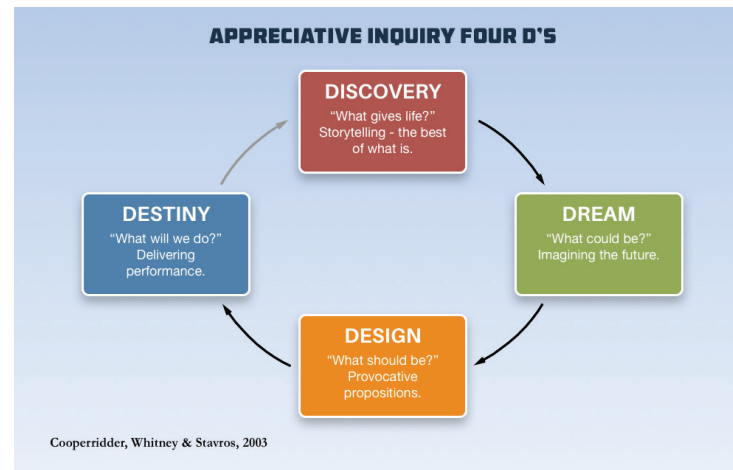 APPRECIATIVE INQUIRY FOUR D'S
DISCOVERY
“What gives life?”
Storytelling - the best
of what is.
DESTINY
“What will we do?”
Delivering
performance.
DREAM
“What could be?”
Imagining the future.
DESIGN
“What should be?”
Provocative
propositions.
Cooperridder, Whitney & Stavros, 2003